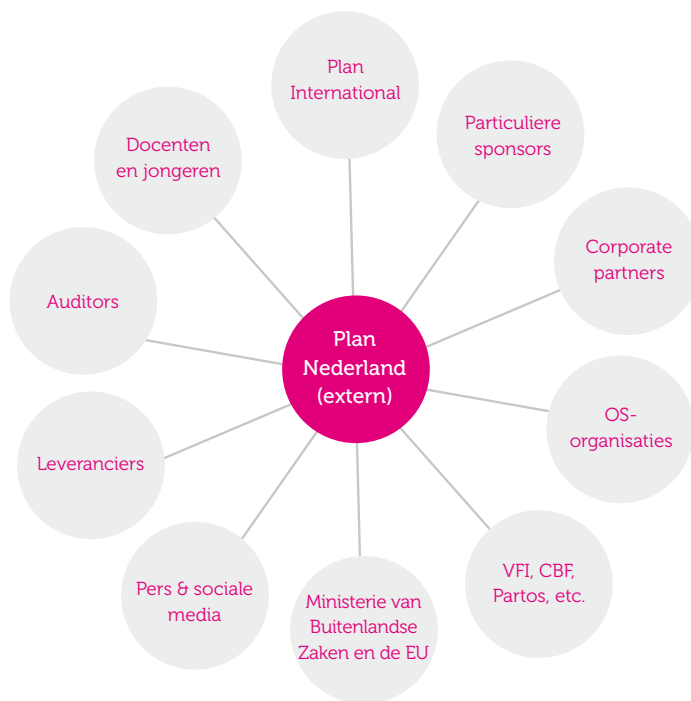 Plan
International
Particuliere
sponsors
Docenten
en jongeren
Corporate
partners
Auditors
Plan
Nederland
(extern)
OS-
organisaties
Leveranciers
VFI, CBF,
Partos, etc.
Pers & sociale
media
Ministerie van
Buitenlandse
Zaken en de EU